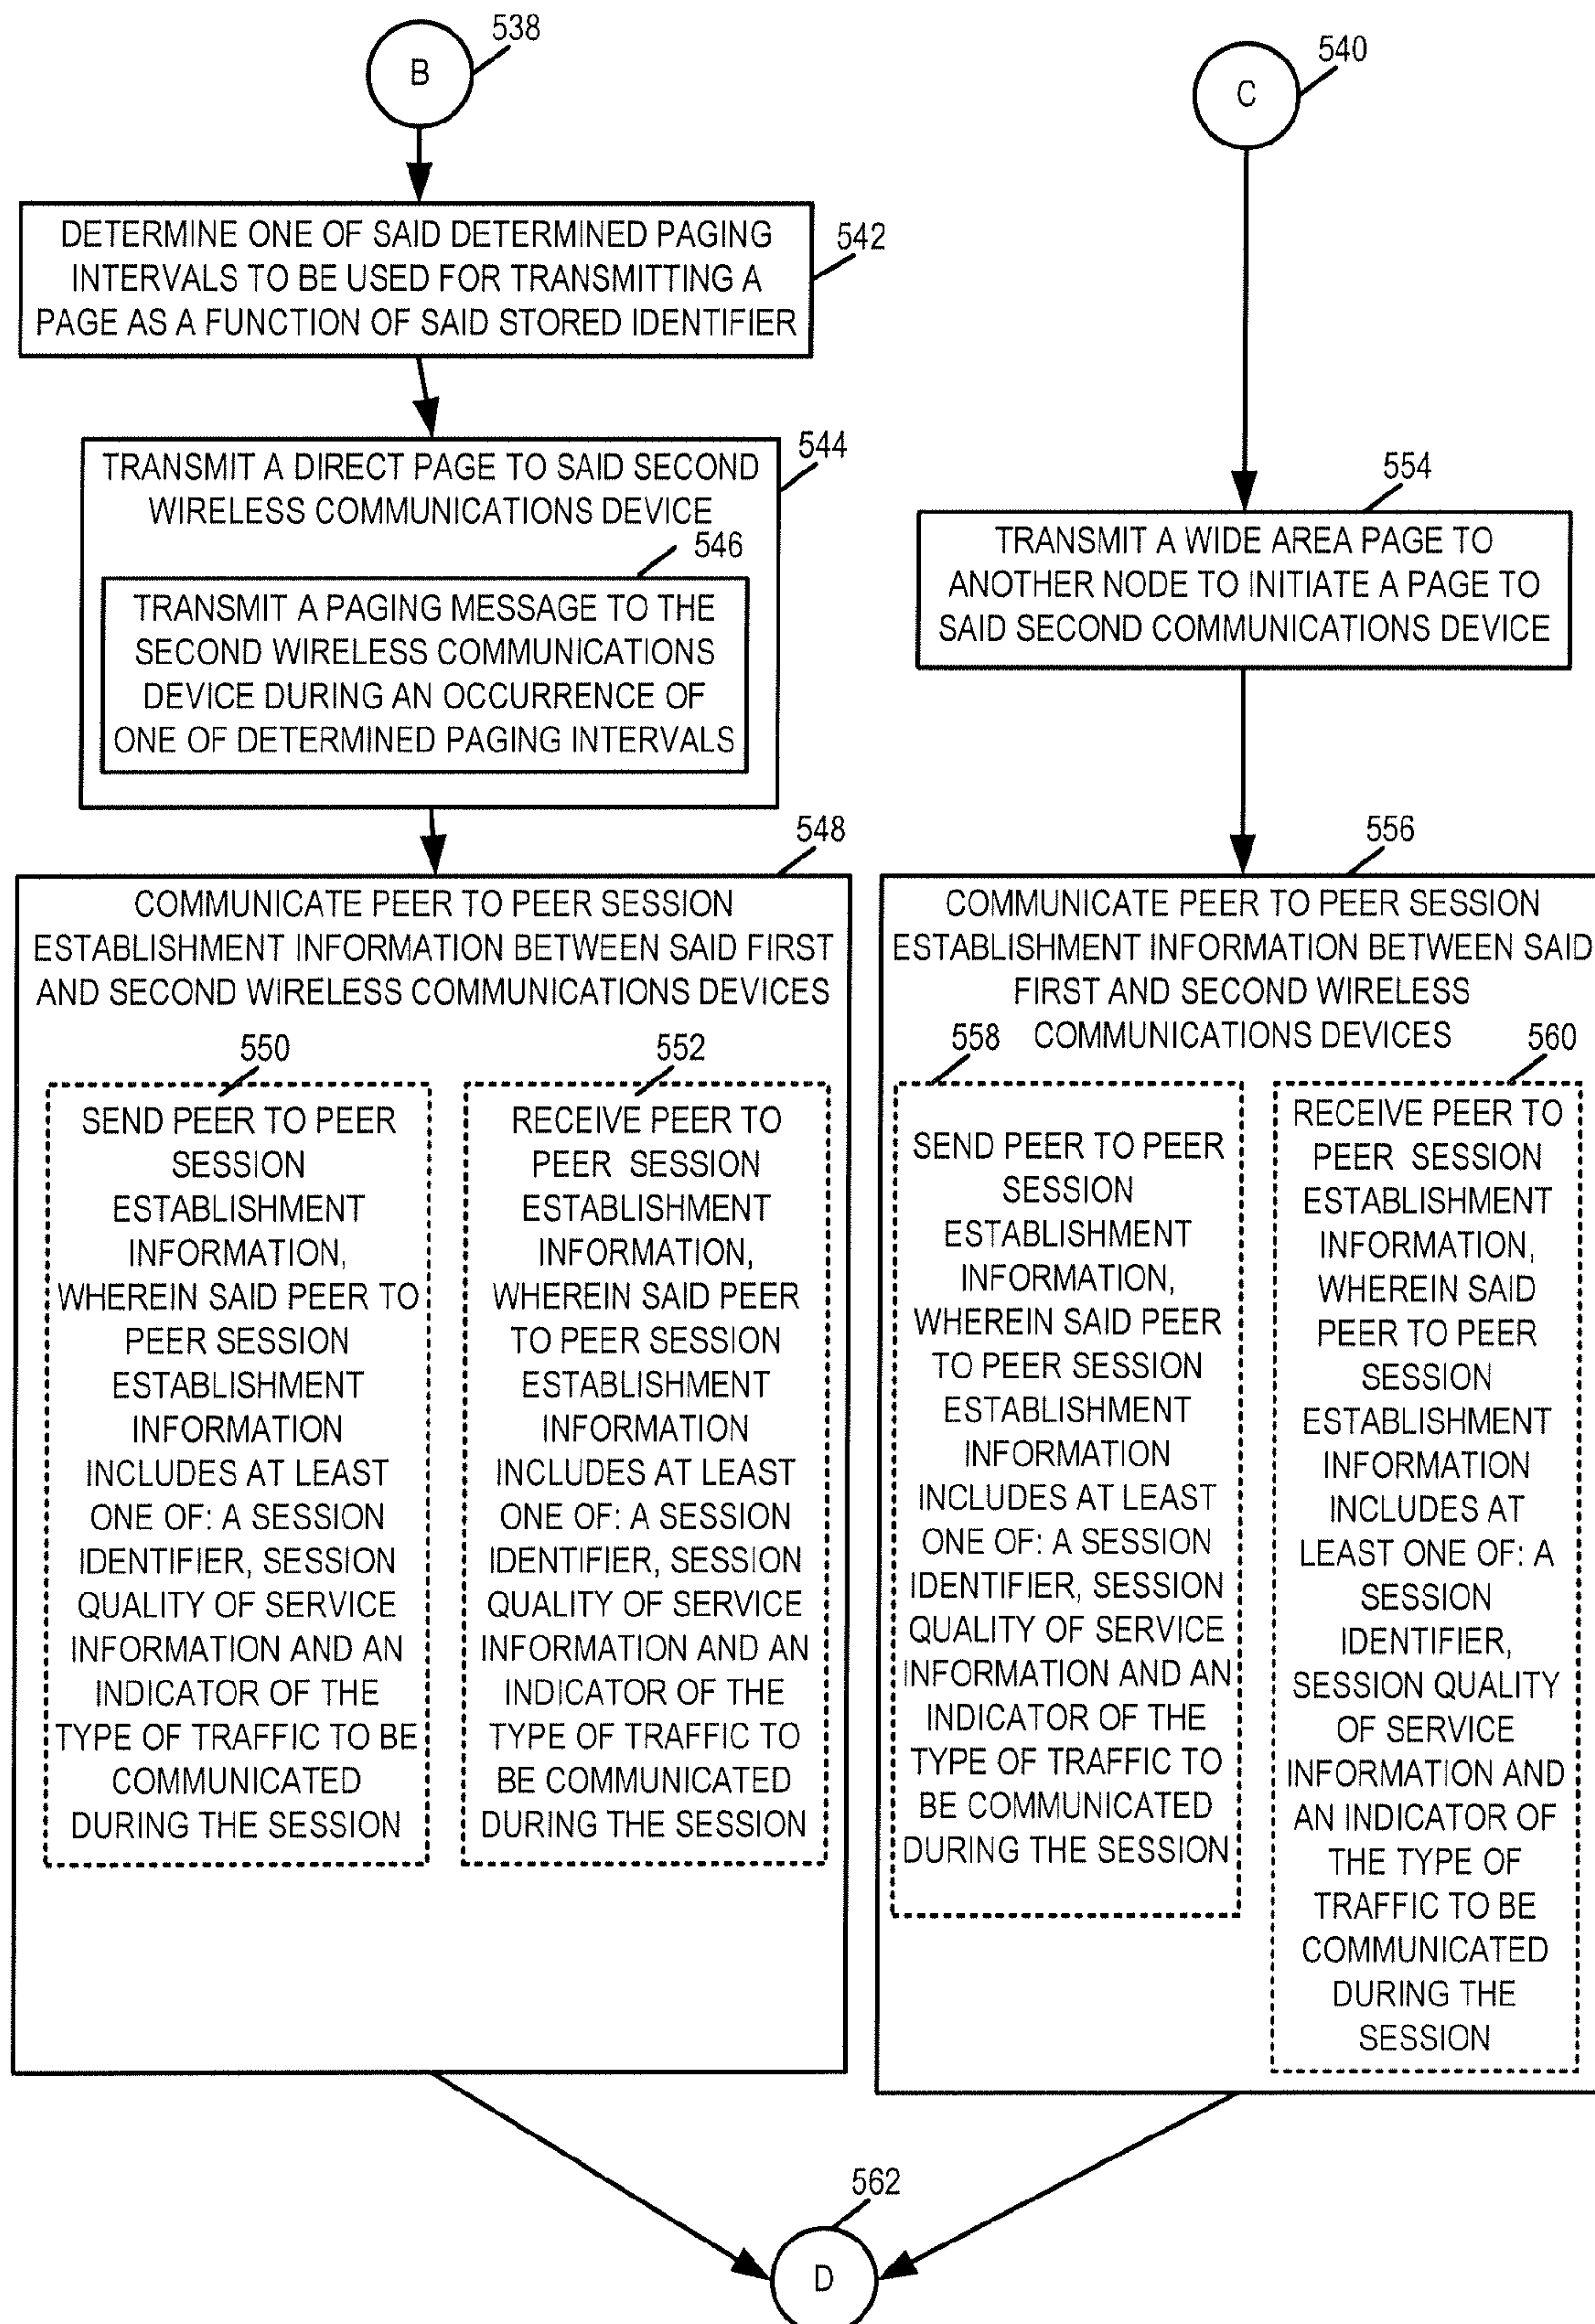 538
B
540
C
DETERMINE ONE OF SAID DETERMINED PAGING
INTERVALS TO BE USED FOR TRANSMITTING A
PAGE AS A FUNCTION OF SAID STORED IDENTIFIER
542
544
TRANSMIT A DIRECT PAGE TO SAID SECOND
WIRELESS COMMUNICATIONS DEVICE
546
TRANSMIT A PAGING MESSAGE TO THE
SECOND WIRELESS COMMUNICATIONS
DEVICE DURING AN OCCURRENCE OF
ONE OF DETERMINED PAGING INTERVALS
554
TRANSMIT A WIDE AREA PAGE TO
ANOTHER NODE TO INITIATE A PAGE TO
SAID SECOND COMMUNICATIONS DEVICE
548
COMMUNICATE PEER TO PEER SESSION
ESTABLISHMENT INFORMATION BETWEEN SAID FIRST
AND SECOND WIRELESS COMMUNICATIONS DEVICES
550
SEND PEER TO PEER
SESSION
ESTABLISHMENT
INFORMATION,
WHEREIN SAID PEER TO
PEER SESSION
ESTABLISHMENT
INFORMATION
INCLUDES AT LEAST
ONE OF: A SESSION
IDENTIFIER, SESSION
QUALITY OF SERVICE
INFORMATION AND AN
INDICATOR OF THE
TYPE OF TRAFFIC TO BE
COMMUNICATED
DURING THE SESSION
552
RECEIVE PEER TO
PEER SESSION
ESTABLISHMENT
INFORMATION,
WHEREIN SAID PEER
TO PEER SESSION
ESTABLISHMENT
INFORMATION
INCLUDES AT LEAST
ONE OF: A SESSION
IDENTIFIER, SESSION
QUALITY OF SERVICE
INFORMATION AND AN
INDICATOR OF THE
TYPE OF TRAFFIC TO
BE COMMUNICATED
DURING THE SESSION
556
COMMUNICATE PEER TO PEER SESSION
ESTABLISHMENT INFORMATION BETWEEN SAID
FIRST AND SECOND WIRELESS
COMMUNICATIONS DEVICES
558
SEND PEER TO PEER
SESSION
ESTABLISHMENT
INFORMATION,
WHEREIN SAID PEER
TO PEER SESSION
ESTABLISHMENT
INFORMATION
INCLUDES AT LEAST
ONE OF: A SESSION
IDENTIFIER, SESSION
QUALITY OF SERVICE
INFORMATION AND AN
INDICATOR OF THE
TYPE OF TRAFFIC TO
BE COMMUNICATED
DURING THE SESSION
560
RECEIVE PEER TO
PEER SESSION
ESTABLISHMENT
INFORMATION,
WHEREIN SAID
PEER TO PEER
SESSION
ESTABLISHMENT
INFORMATION
INCLUDES AT
LEAST ONE OF: A
SESSION
IDENTIFIER,
SESSION QUALITY
OF SERVICE
INFORMATION AND
AN INDICATOR OF
THE TYPE OF
TRAFFIC TO BE
COMMUNICATED
DURING THE
SESSION
562
D